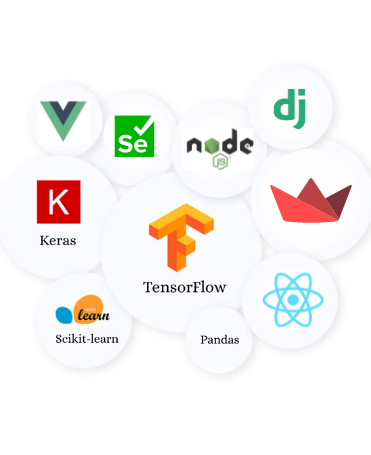 dj
Se
node
JS
K
Keras
TensorFlow
learn
Scikit-learn
Pandas